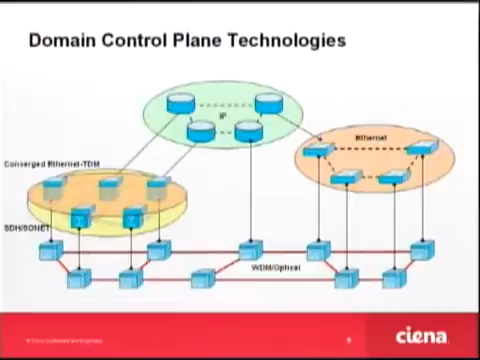 Domain Control Plane Technologies
IP
Ethernet
Converged Ethernet-TDM
SDH/SONET
WDM/Optical
ciena